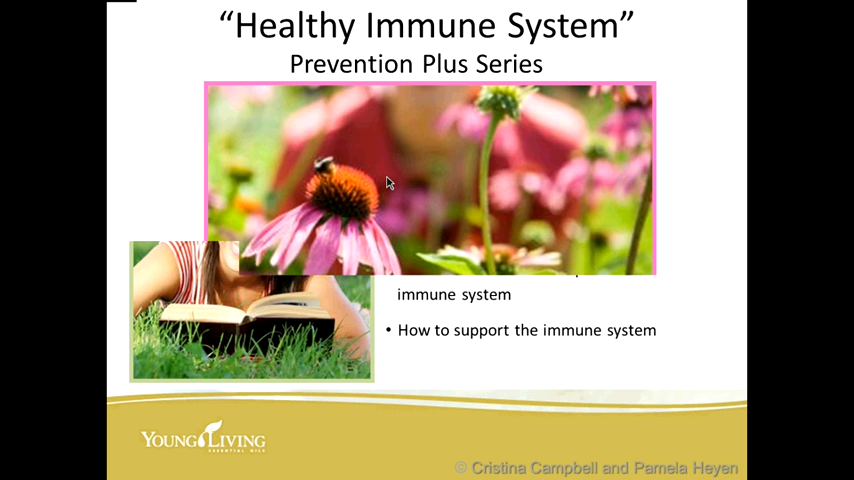 “Healthy Immune System”
Prevention Plus Series
immune system
• How to support the immune system
YOUNG LIVING
ESSENTIAL OILS
© Cristina Campbell and Pamela Heyen